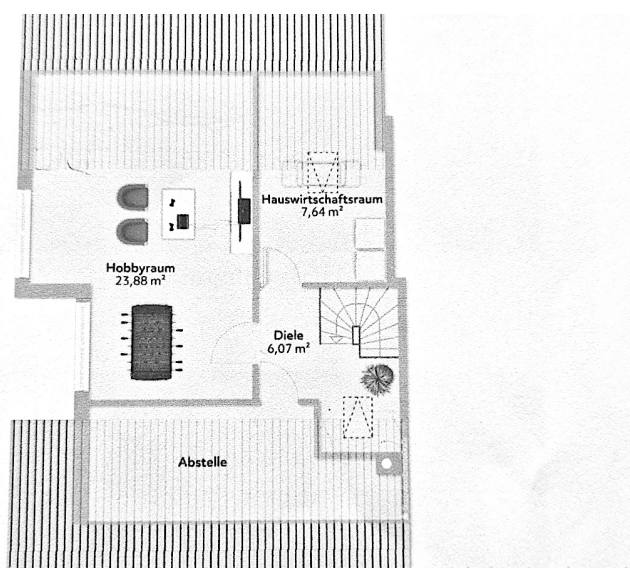 Hauswirtschaftsraum
7,64 m²
Hobbyraum
23,88 m²
Diele
6,07 m²
Abstelle